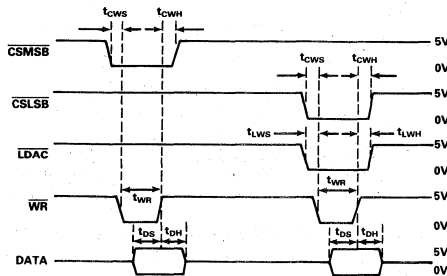 tCWS tCWH
CSMSB 5V
0V
tCWS tCWH
CSLSB 5V
0V
tLWS tLWH
LDAC 5V
0V
tWR tWR
WR 5V
0V
tDS tDH tDS tDH
DATA 5V
0V